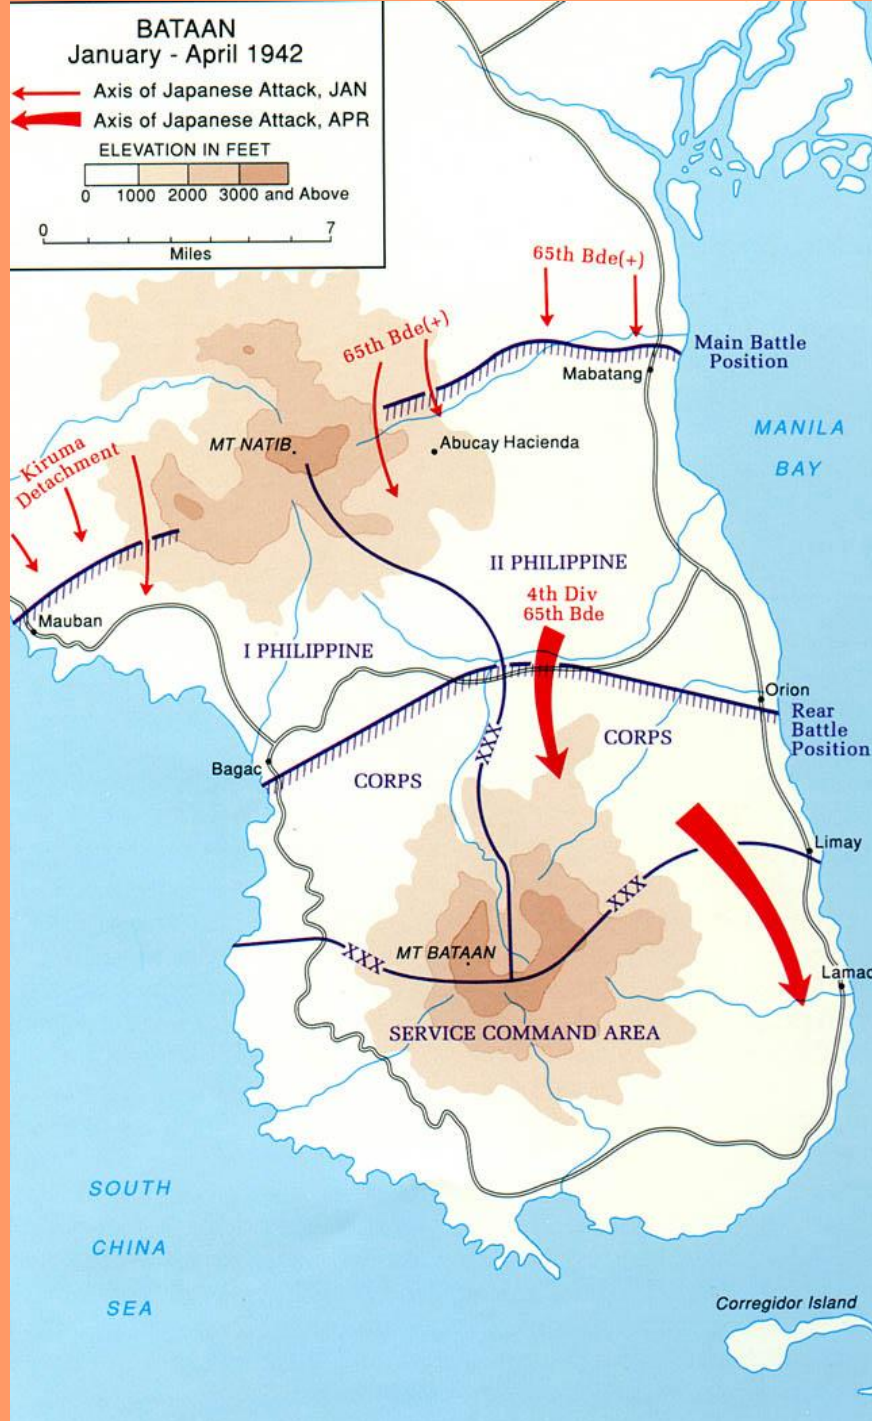 BATAAN
January - April 1942
Axis of Japanese Attack, JAN
Axis of Japanese Attack, APR
ELEVATION IN FEET
0 1000 2000 3000 and Above
0 7
Miles
65th Bde(+)
65th Bde(+)
Main Battle
Position
Mabatang
MT NATIB
Abucay Hacienda
MANILA
BAY
Kiruma
Detachment
II PHILIPPINE
4th Div
65th Bde
Mauban
I PHILIPPINE
Orion
Rear
Battle
Position
XXX
CORPS
Bagac
CORPS
Limay
XXX
XXX
MT BATAAN
Lamao
SERVICE COMMAND AREA
SOUTH
CHINA
SEA
Corregidor Island